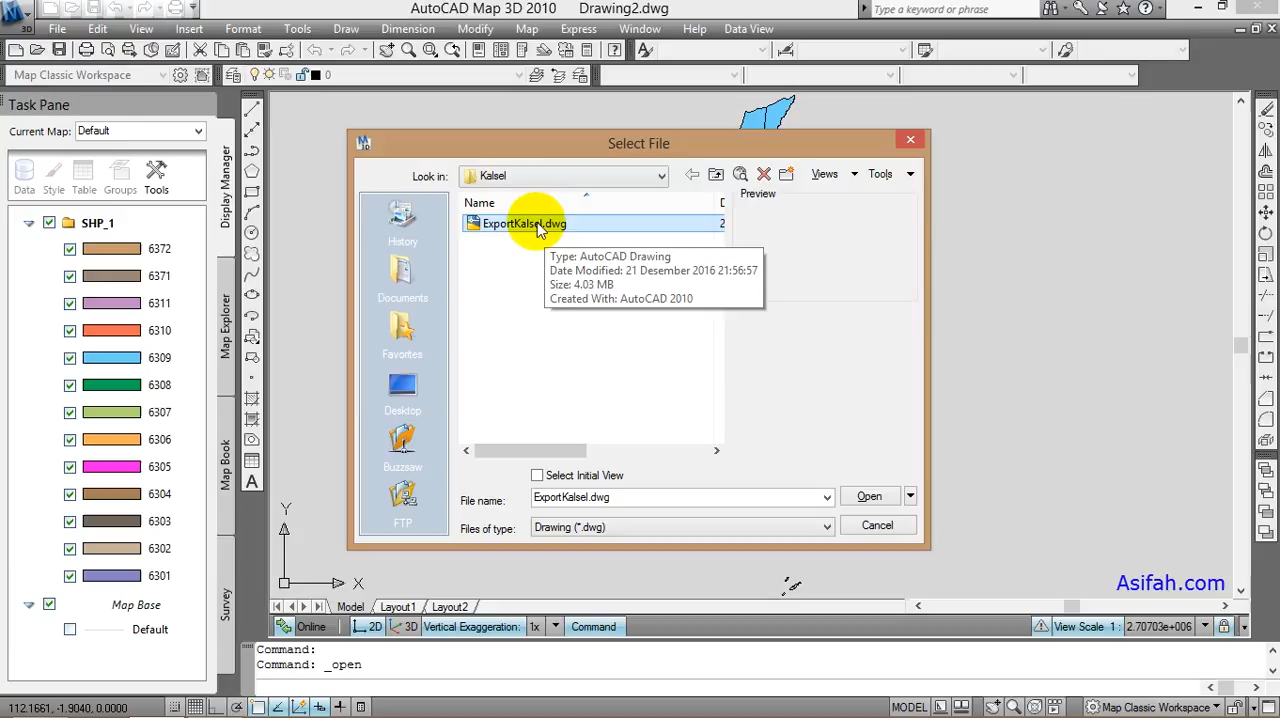 AutoCAD Map 3D 2010 Drawing2.dwg
Type a keyword or phrase
File Edit View Insert Format Tools Draw Dimension Modify Map Express Window Help Data View
Map Classic Workspace
0
Task Pane
Current Map: Default
Data Style Table Groups Tools
SHP_1
6372
6371
6311
6310
6309
6308
6307
6306
6305
6304
6303
6302
6301
Map Base
Default
Display Manager
Map Explorer
Map Book
Survey
Select File
Look in: Kalsel
Views Tools
Name
D
Preview
ExportKalsel.dwg
2
Type: AutoCAD Drawing
Date Modified: 21 Desember 2016 21:56:57
Size: 4.03 MB
Created With: AutoCAD 2010
History
Documents
Favorites
Desktop
Buzzsaw
FTP
Select Initial View
File name: ExportKalsel.dwg Open
Files of type: Drawing (*.dwg) Cancel
Y
X
Asifah.com
Model Layout1 Layout2
Online 2D 3D Vertical Exaggeration: 1x Command View Scale 1 : 2.70703e+006
Command:
Command: _open
112.1661, -1.9040, 0.0000 MODEL Map Classic Workspace